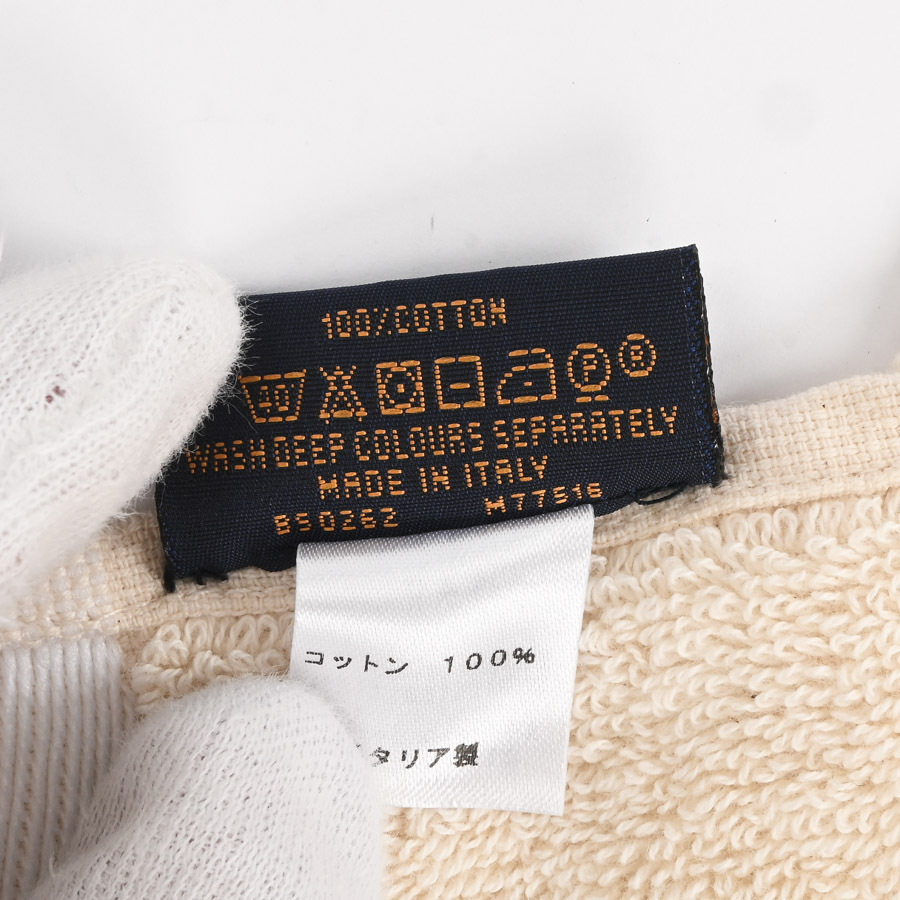 100%COTTON
30
P R
WASH DEEP COLOURS SEPARATELY
MADE IN ITALY
BS0262 M77516
コットン 100%
タリア製